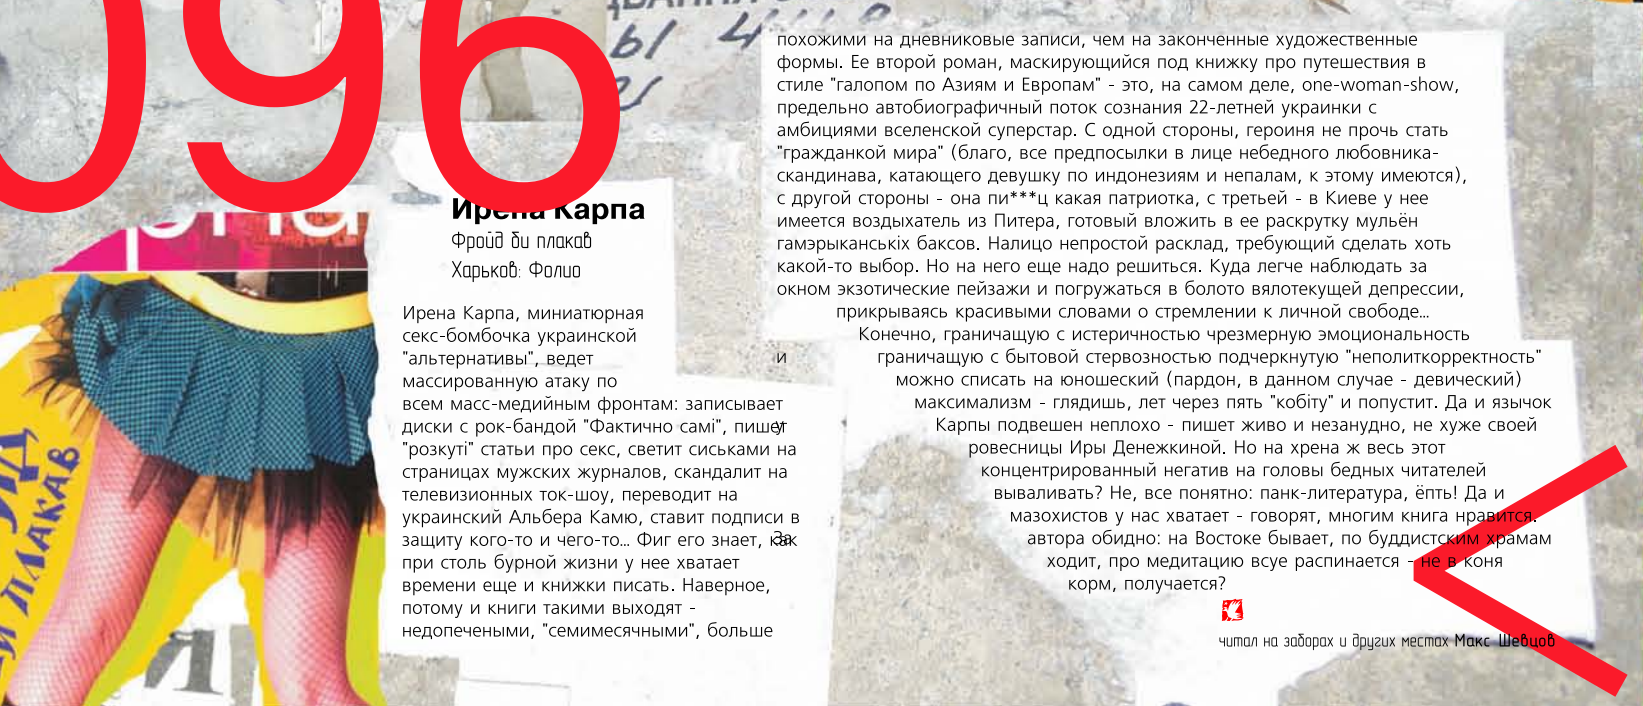 096
Ирена Карпа
Фройд би плакав
Харьков: Фолио
Ирена Карпа, миниатюрная
секс-бомбочка украинской
"альтернативы", ведет
массированную атаку по
всем масс-медийным фронтам: записывает
диски с рок-бандой "Фактично самі", пишет
"розкуті" статьи про секс, светит сиськами на
страницах мужских журналов, скандалит на
телевизионных ток-шоу, переводит на
украинский Альбера Камю, ставит подписи в
защиту кого-то и чего-то... Фиг его знает, как
при столь бурной жизни у нее хватает
времени еще и книжки писать. Наверное,
потому и книги такими выходят -
недопечеными, "семимесячными", больше
похожими на дневниковые записи, чем на законченные художественные
формы. Ее второй роман, маскирующийся под книжку про путешествия в
стиле "галопом по Азиям и Европам" - это, на самом деле, one-woman-show,
предельно автобиографичный поток сознания 22-летней украинки с
амбициями вселенской суперстар. С одной стороны, героиня не прочь стать
"гражданкой мира" (благо, все предпосылки в лице небедного любовника-
скандинава, катающего девушку по индонезиям и непалам, к этому имеются),
с другой стороны - она пи***ц какая патриотка, с третьей - в Киеве у нее
имеется воздыхатель из Питера, готовый вложить в ее раскрутку мульён
гамэрыканськіх баксов. Налицо непростой расклад, требующий сделать хоть
какой-то выбор. Но на него еще надо решиться. Куда легче наблюдать за
окном экзотические пейзажи и погружаться в болото вялотекущей депрессии,
прикрываясь красивыми словами о стремлении к личной свободе...
Конечно, граничащую с истеричностью чрезмерную эмоциональность
и граничащую с бытовой стервозностью подчеркнутую "неполиткорректность"
можно списать на юношеский (пардон, в данном случае - девический)
максимализм - глядишь, лет через пять "кобіту" и попустит. Да и язычок
у Карпы подвешен неплохо - пишет живо и незанудно, не хуже своей
ровесницы Иры Денежкиной. Но на хрена ж весь этот
концентрированный негатив на головы бедных читателей
вываливать? Не, все понятно: панк-литература, ёпть! Да и
мазохистов у нас хватает - говорят, многим книга нравится.
За автора обидно: на Востоке бывает, по буддистским храмам
ходит, про медитацию всуе распинается - не в коня
корм, получается?
читал на заборах и других местах Макс Шевцов